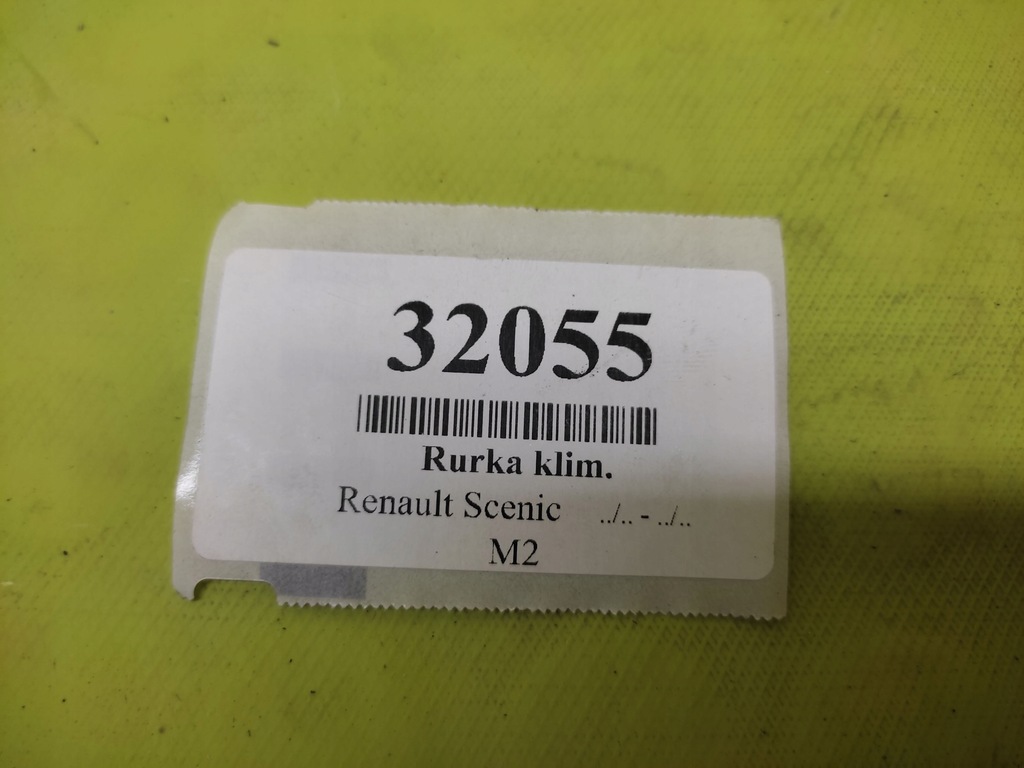 32055
Rurka klim.
Renault Scenic ../.. - ../..
M2